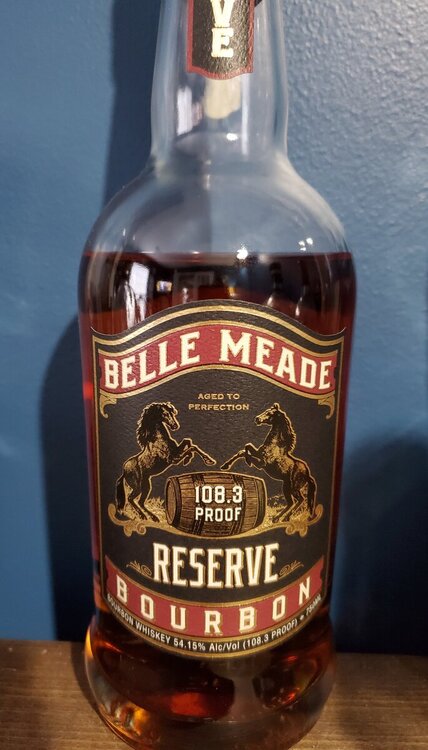 VE
BELLE MEADE
AGED TO
PERFECTION
108.3
PROOF
RESERVE
BOURBON
BOURBON WHISKEY 54.15% Alc/Vol (108.3 PROOF) • 750ML